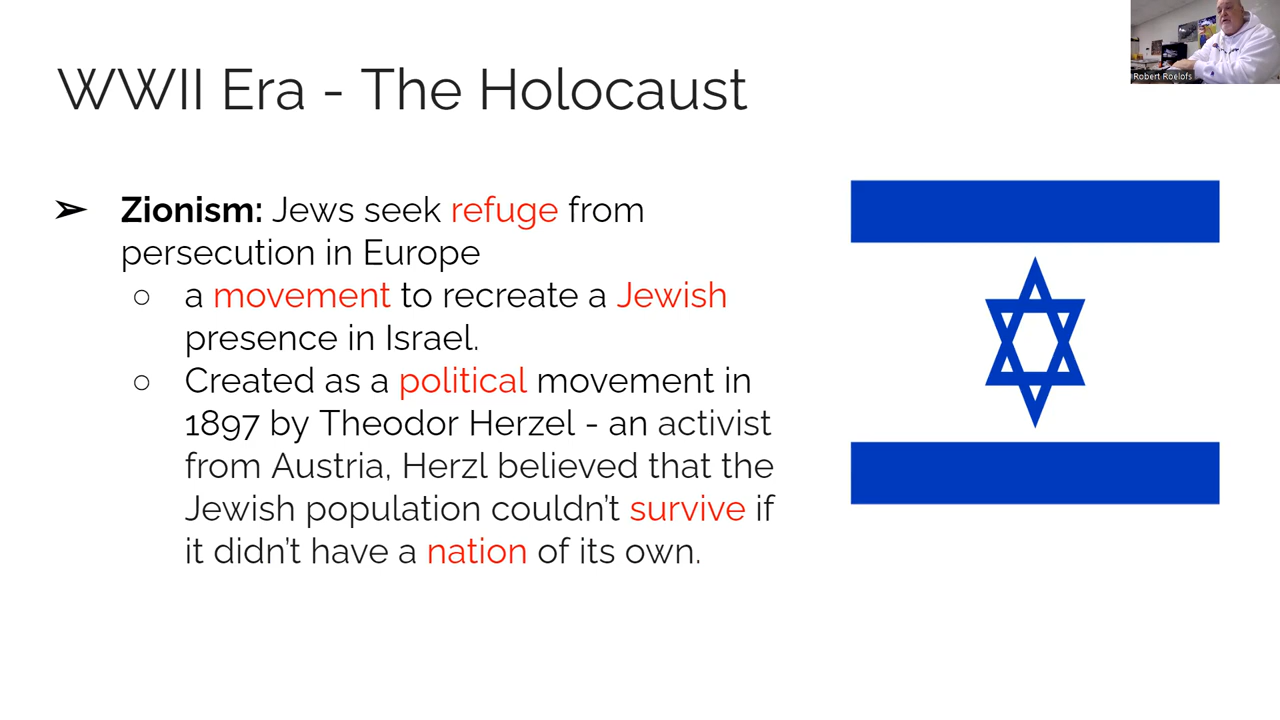 WWII Era - The Holocaust
Robert Roelofs
➢ Zionism: Jews seek refuge from
persecution in Europe
○ a movement to recreate a Jewish
presence in Israel.
○ Created as a political movement in
1897 by Theodor Herzel - an activist
from Austria, Herzl believed that the
Jewish population couldn't survive if
it didn't have a nation of its own.